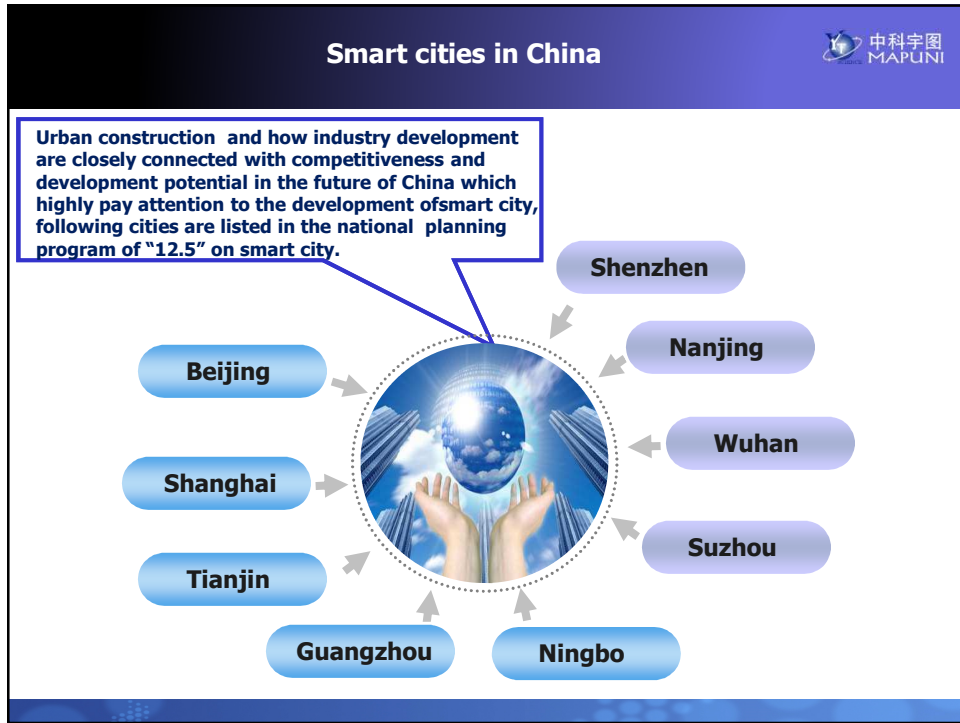 Smart cities in China
中科宇图
MAPUNI
Urban construction and how industry development
are closely connected with competitiveness and
development potential in the future of China which
highly pay attention to the development ofsmart city,
following cities are listed in the national planning
program of “12.5” on smart city.
Shenzhen
Nanjing
Beijing
Wuhan
Shanghai
Suzhou
Tianjin
Guangzhou
Ningbo